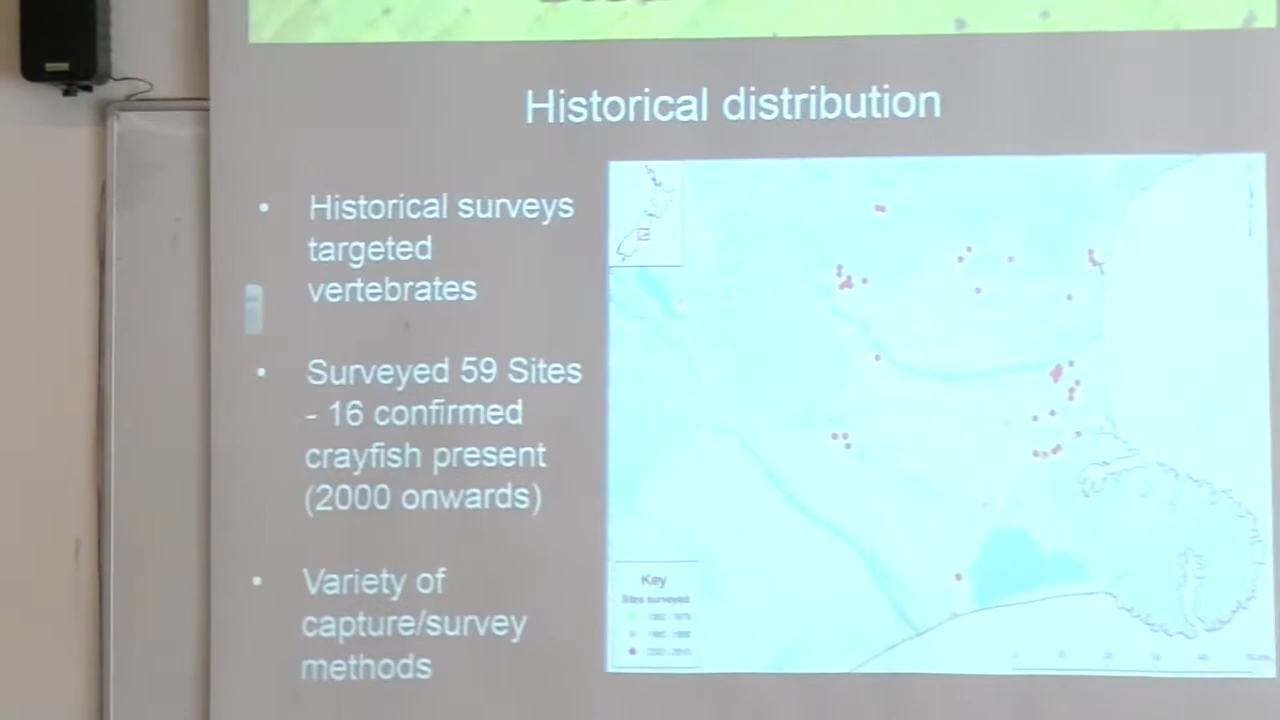 Historical distribution
• Historical surveys
targeted
vertebrates
• Surveyed 59 Sites
- 16 confirmed
crayfish present
(2000 onwards)
• Variety of
capture/survey
methods
Key
Sites surveyed